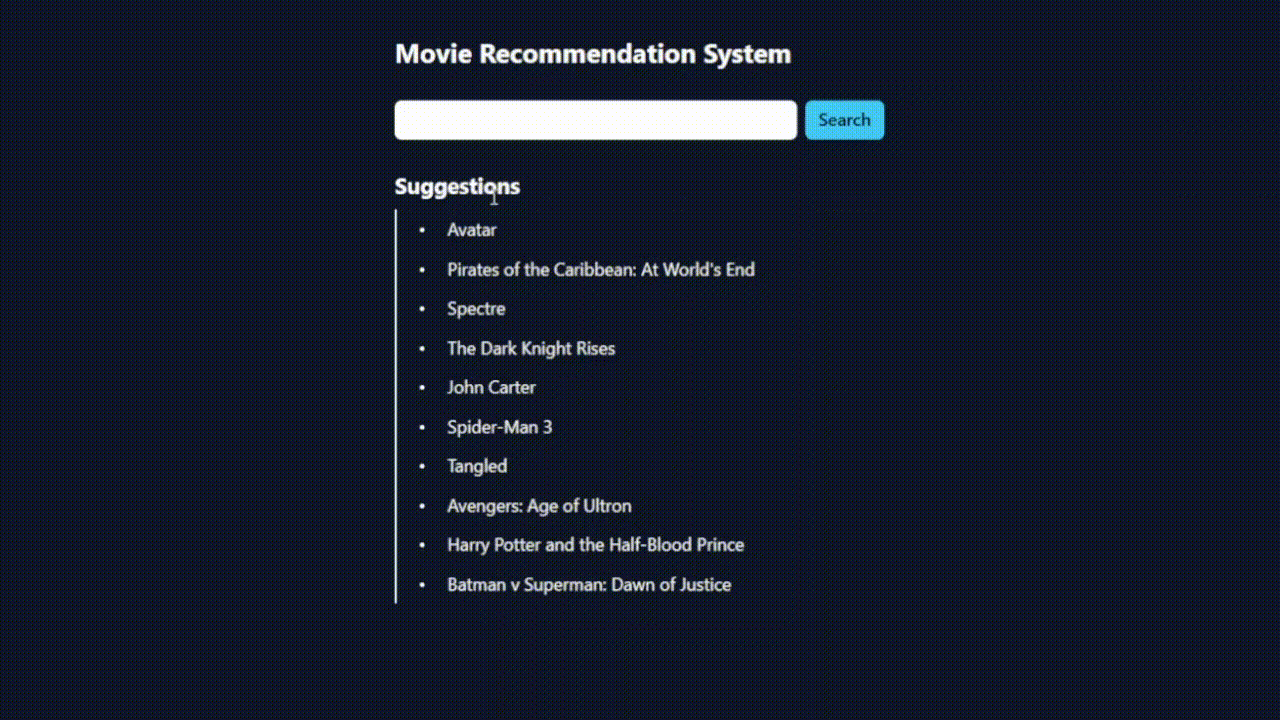 Movie Recommendation System
Search
Suggestions
• Avatar
• Pirates of the Caribbean: At World's End
• Spectre
• The Dark Knight Rises
• John Carter
• Spider-Man 3
• Tangled
• Avengers: Age of Ultron
• Harry Potter and the Half-Blood Prince
• Batman v Superman: Dawn of Justice